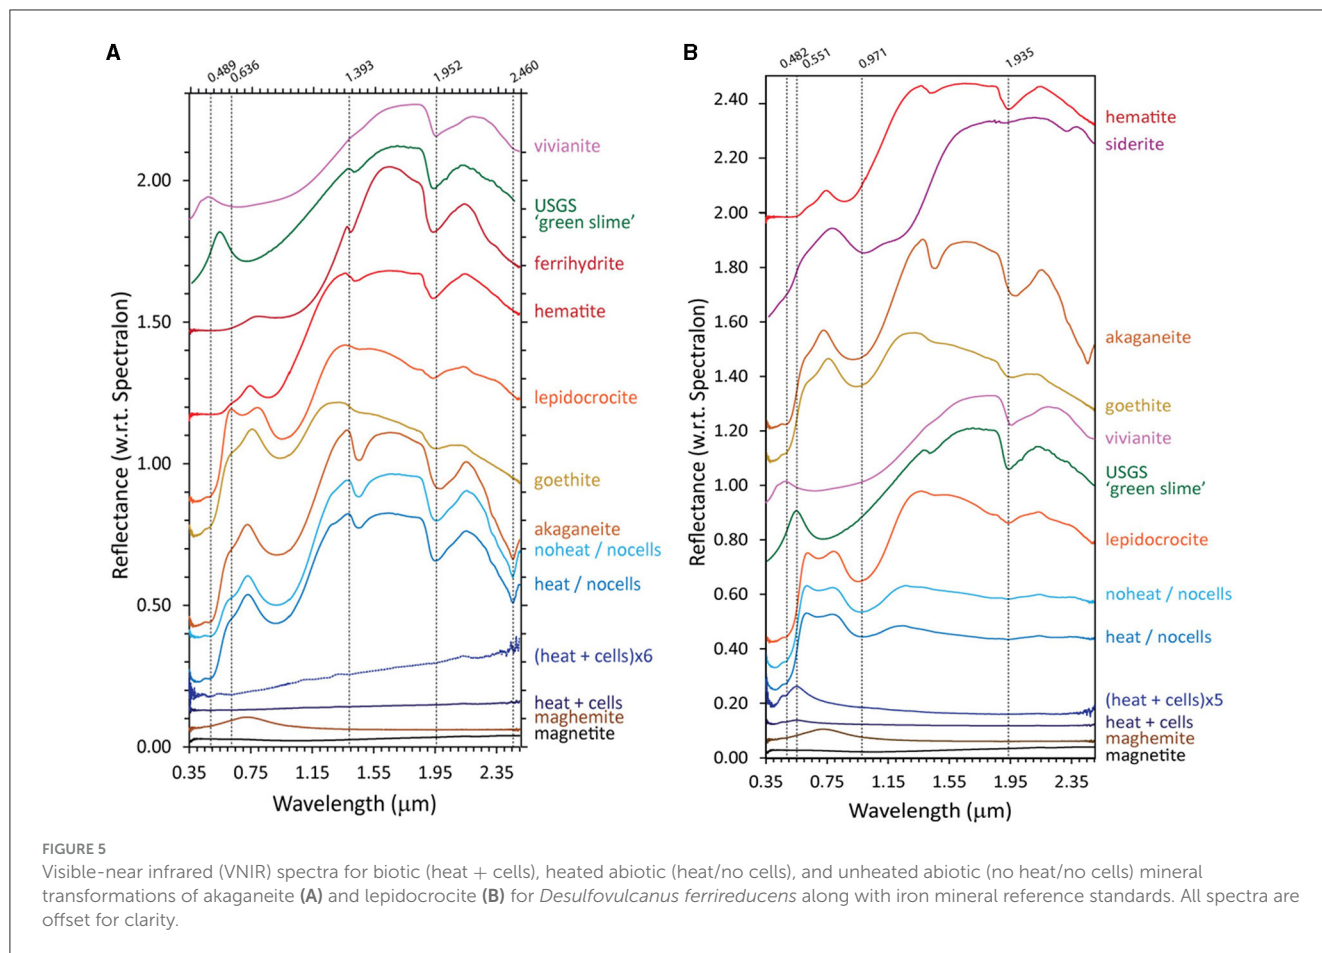 A
0.489
0.636
1.393
1.952
2.460
Reflectance (w.r.t. Spectralon)
2.00
1.50
1.00
0.50
0.00
0.35
0.75
1.15
1.55
1.95
2.35
Wavelength (μm)
vivianite
USGS
'green slime'
ferrihydrite
hematite
lepidocrocite
goethite
akaganeite
noheat / nocells
heat / nocells
(heat + cells)x6
heat + cells
maghemite
magnetite
B
0.482
0.551
0.971
1.935
Reflectance (w.r.t. Spectralon)
2.40
2.20
2.00
1.80
1.60
1.40
1.20
1.00
0.80
0.60
0.40
0.20
0.00
0.35
0.75
1.15
1.55
1.95
2.35
Wavelength (μm)
hematite
siderite
akaganeite
goethite
vivianite
USGS
'green slime'
lepidocrocite
noheat / nocells
heat / nocells
(heat + cells)x5
heat + cells
maghemite
magnetite
FIGURE 5
Visible-near infrared (VNIR) spectra for biotic (heat + cells), heated abiotic (heat/no cells), and unheated abiotic (no heat/no cells) mineral
transformations of akaganeite (A) and lepidocrocite (B) for Desulfovulcanus ferrireducens along with iron mineral reference standards. All spectra are
offset for clarity.